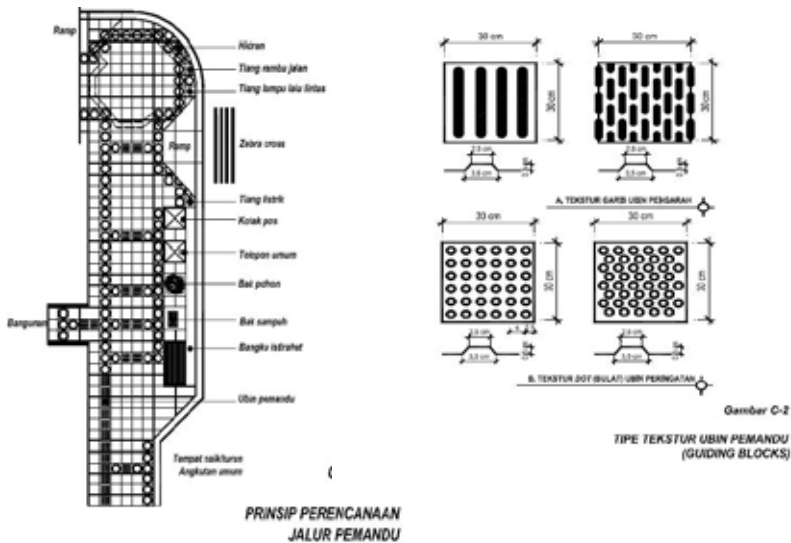 Ramp
Hidran
Tiang rambu jalan
Tiang lampu lalu lintas
Ramp
Zebra cross
Tiang listrik
Kotak pos
Telepon umum
Bak pohon
Bangunan
Bak sampah
Bangku istirahat
Ubin pemandu
Tempat naik/turun
Angkutan umum
PRINSIP PERENCANAAN
JALUR PEMANDU
30 cm
30 cm
30 cm
30 cm
A. TEKSTUR GARIS UBIN PENGARAH
30 cm
30 cm
30 cm
30 cm
B. TEKSTUR DOT (BULAT) UBIN PERINGATAN
Gambar C-2
TIPE TEKSTUR UBIN PEMANDU
(GUIDING BLOCKS)